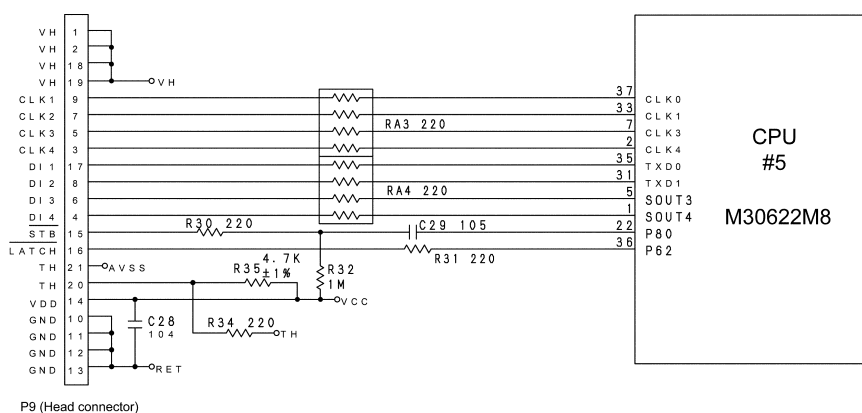 VH 1
VH 2
VH 18
VH 19 VH
CLK1 9 37 CLK0
CLK2 7 33 CLK1
RA3 220
CLK3 5 7 CLK3
CLK4 3 2 CLK4
DI1 17 35 TXD0
DI2 8 31 TXD1
RA4 220
DI3 6 5 SOUT3
DI4 4 1 SOUT4
STB 15 R30 220 C29 105 22 P80
LATCH 16 R31 220 36 P62
TH 21 AVSS
TH 20 R35 4.7K ±1% R32 1M
VDD 14 VCC
GND 10 C28 104
GND 11 R34 220 TH
GND 12
GND 13 RET
CPU
#5
M30622M8
P9 (Head connector)